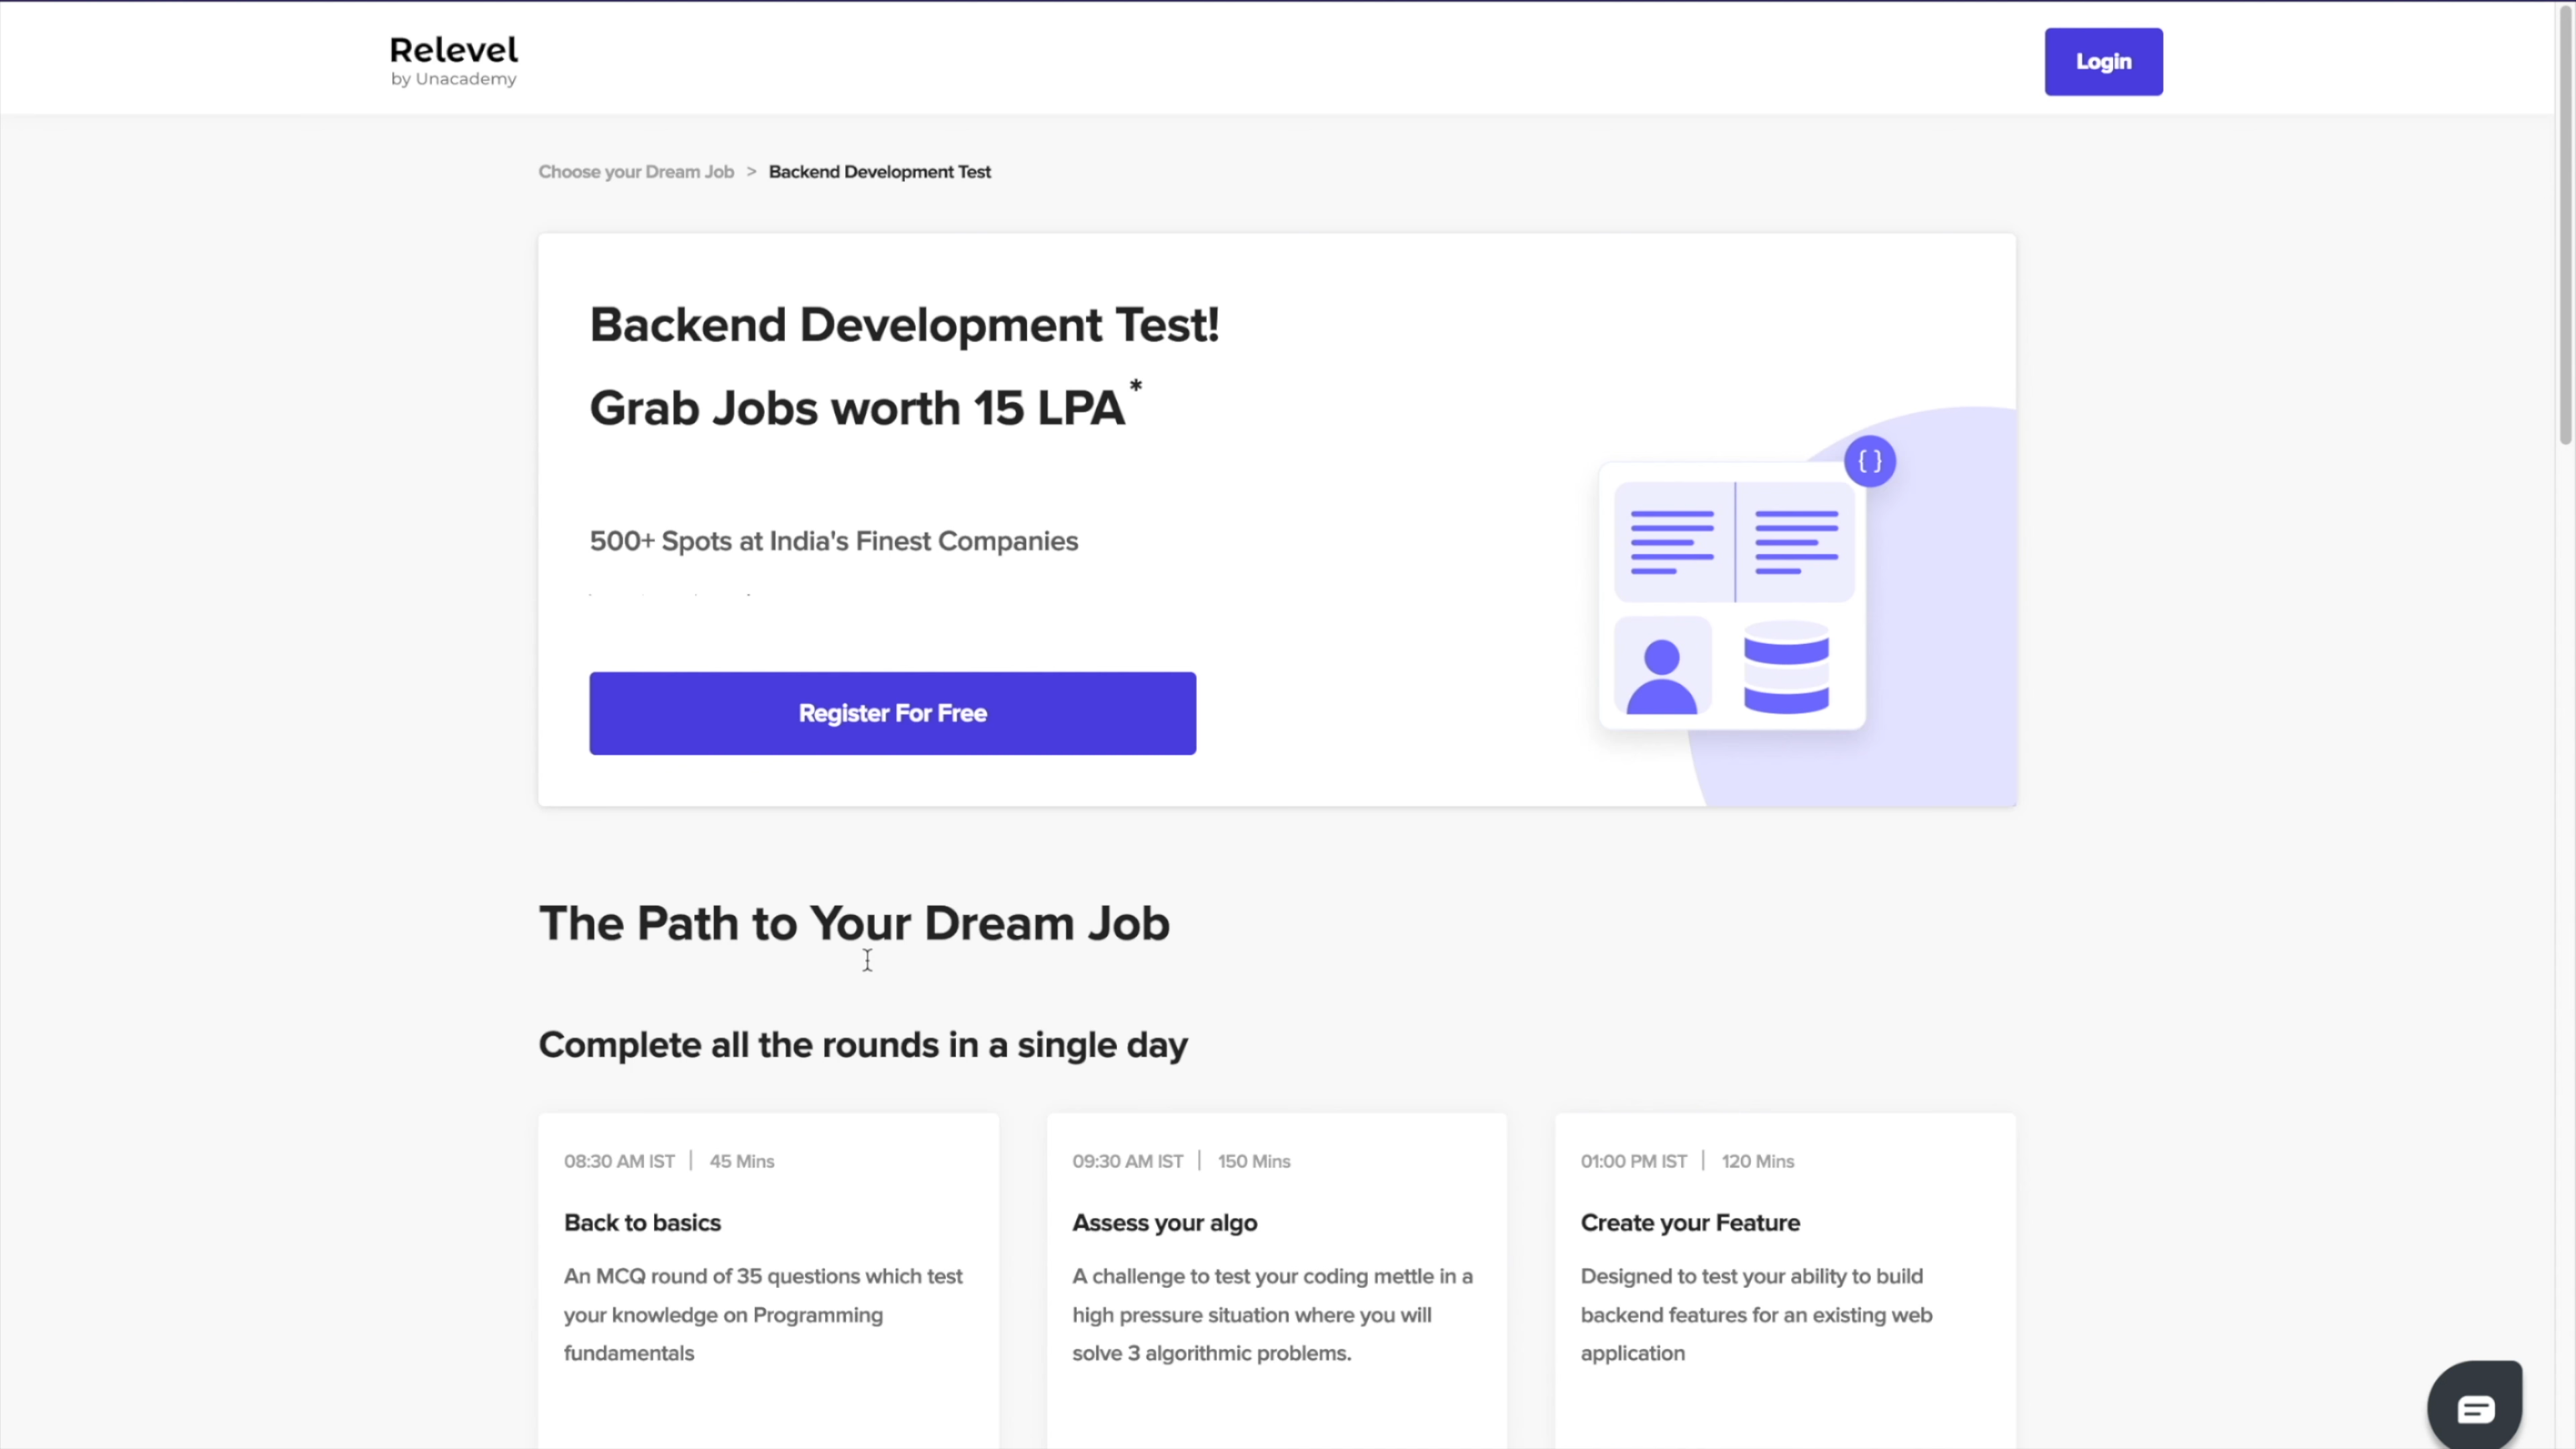 Relevel
by Unacademy
Login
Choose your Dream Job > Backend Development Test
Backend Development Test!
Grab Jobs worth 15 LPA*
500+ Spots at India's Finest Companies
{ }
Register For Free
The Path to Your Dream Job
Complete all the rounds in a single day
08:30 AM IST | 45 Mins
Back to basics
An MCQ round of 35 questions which test
your knowledge on Programming
fundamentals
09:30 AM IST | 150 Mins
Assess your algo
A challenge to test your coding mettle in a
high pressure situation where you will
solve 3 algorithmic problems.
01:00 PM IST | 120 Mins
Create your Feature
Designed to test your ability to build
backend features for an existing web
application